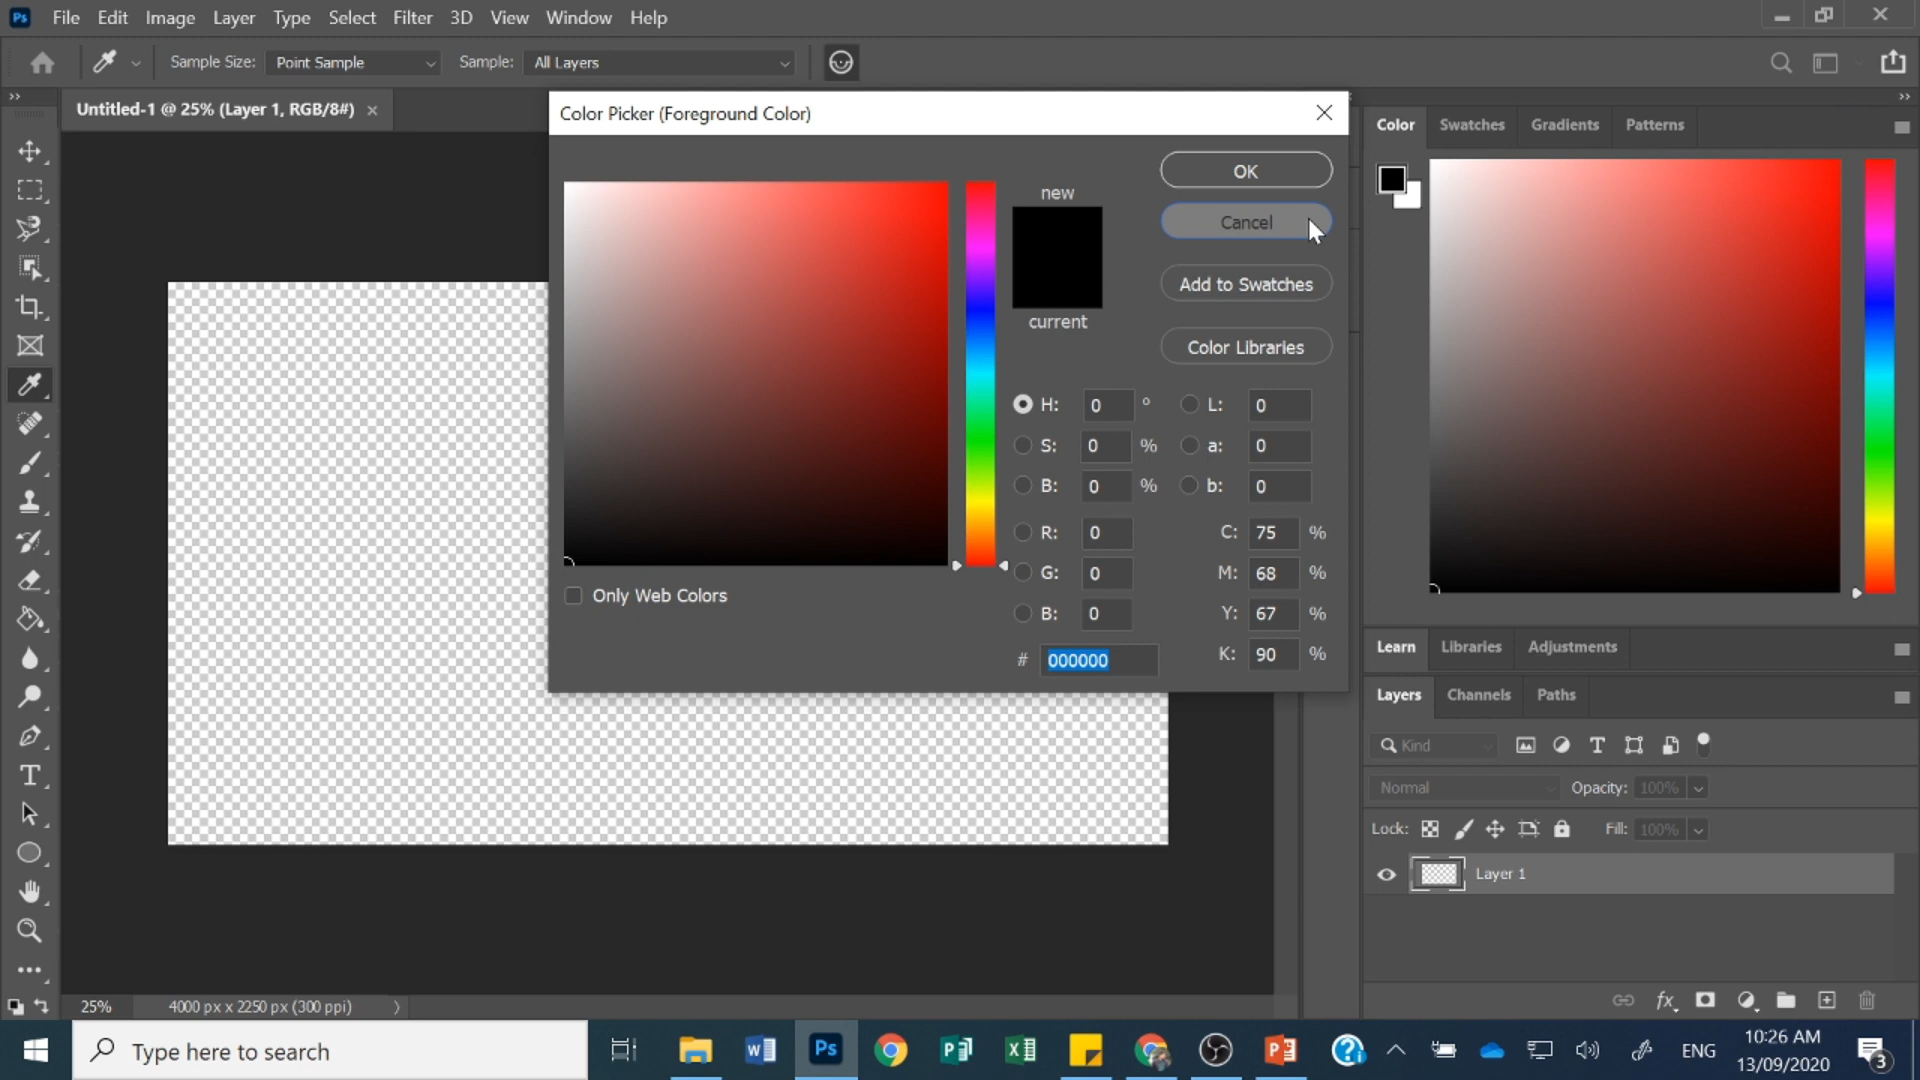 Ps File Edit Image Layer Type Select Filter 3D View Window Help
Sample Size: Point Sample Sample: All Layers
Untitled-1 @ 25% (Layer 1, RGB/8#)
Color Picker (Foreground Color)
new
current
OK
Cancel
Add to Swatches
Color Libraries
H: 0 ° L: 0
S: 0 % a: 0
B: 0 % b: 0
R: 0 C: 75 %
G: 0 M: 68 %
B: 0 Y: 67 %
# 000000 K: 90 %
Only Web Colors
Color Swatches Gradients Patterns
Learn Libraries Adjustments
Layers Channels Paths
Kind
Normal Opacity: 100%
Lock: Fill: 100%
Layer 1
fx
25% 4000 px x 2250 px (300 ppi)
Type here to search
Ps
ENG
10:26 AM
13/09/2020
3